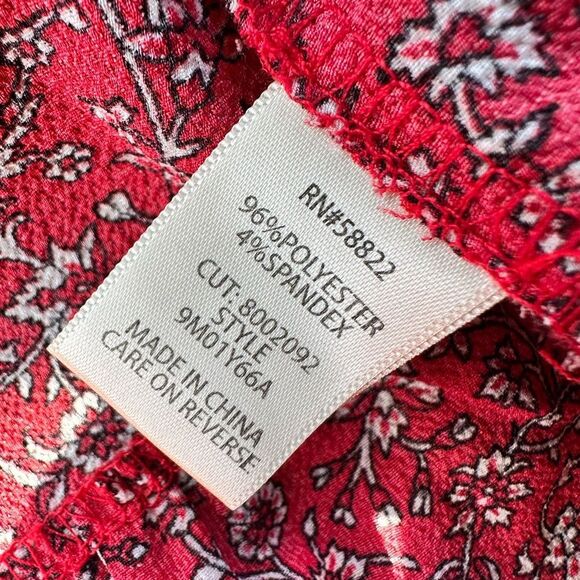 RN#58822
96%POLYESTER
4%SPANDEX
CUT: 8002092
STYLE
9M01Y66A
MADE IN CHINA
CARE ON REVERSE